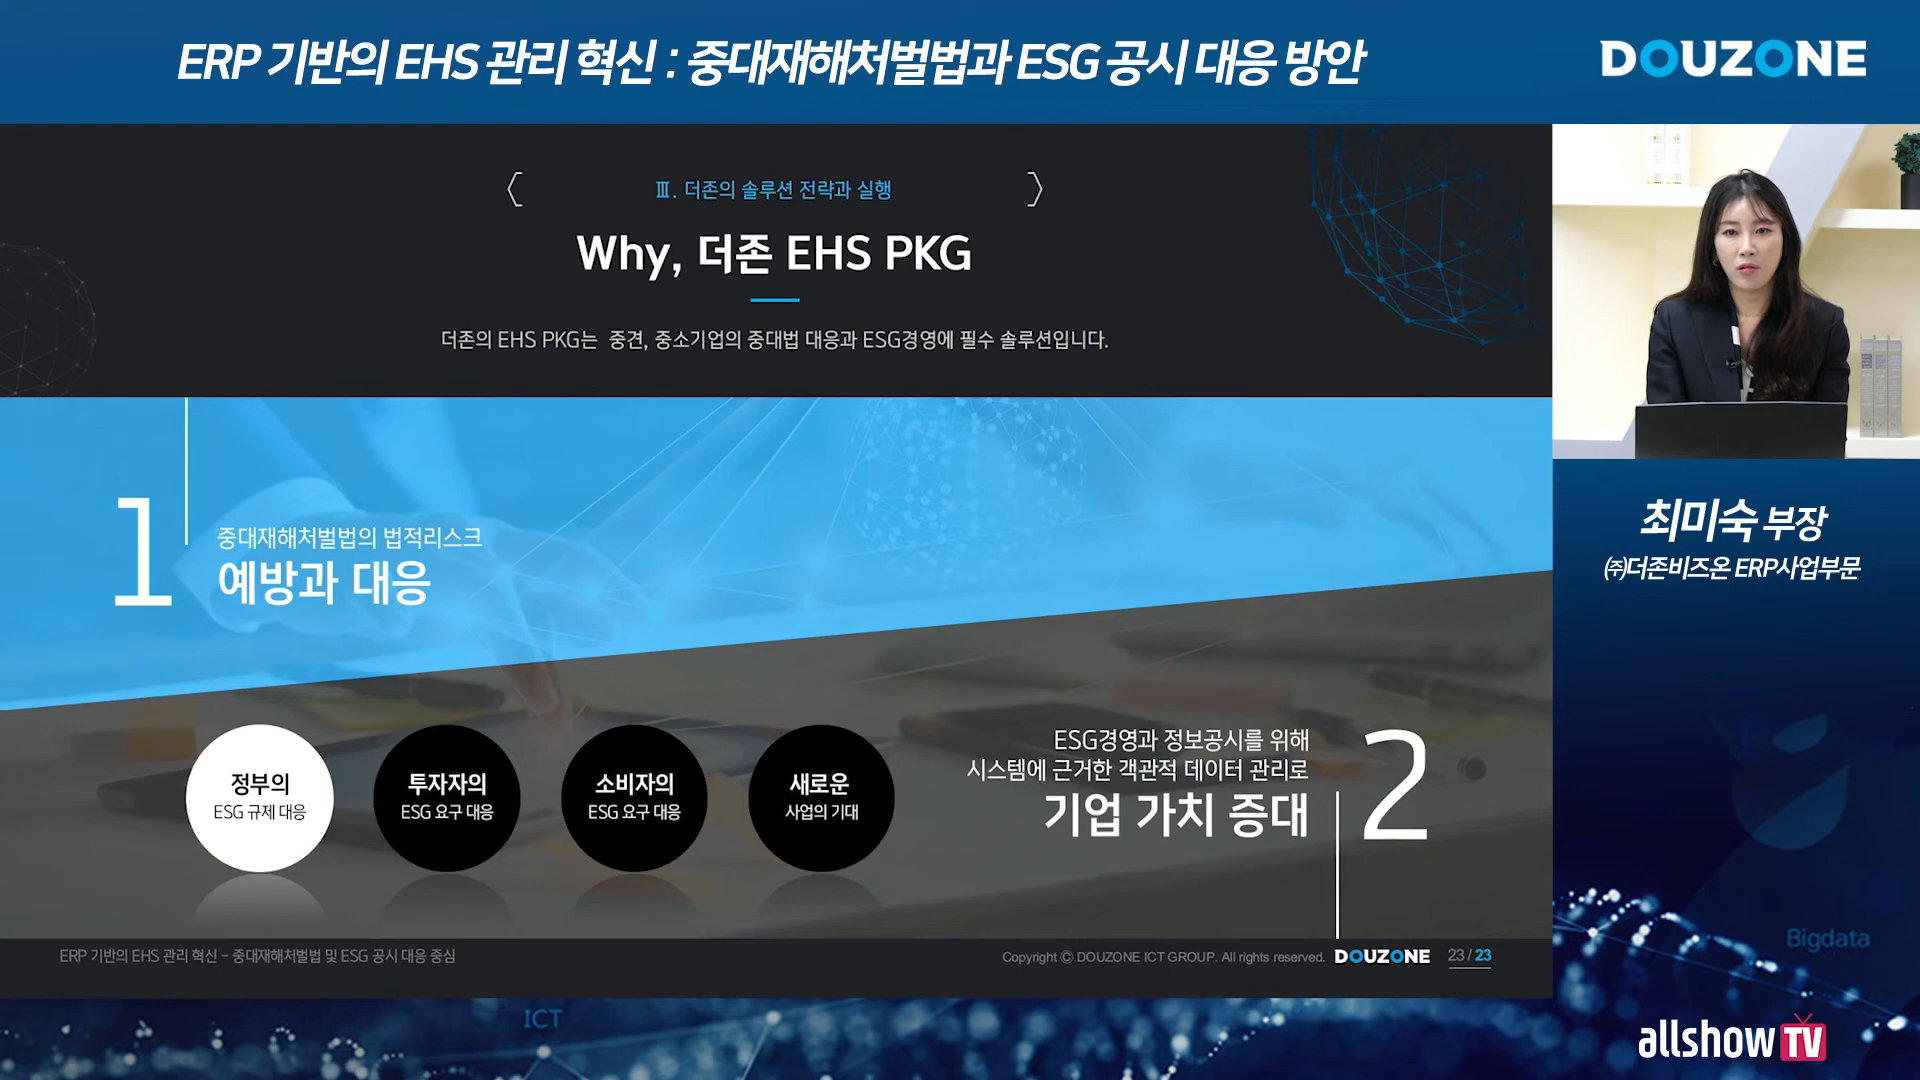 ERP 기반의 EHS 관리 혁신 : 중대재해처벌법과 ESG 공시 대응 방안
DOUZONE
Ⅲ. 더존의 솔루션 전략과 실행
Why, 더존 EHS PKG
더존의 EHS PKG는 중견, 중소기업의 중대법 대응과 ESG경영에 필수 솔루션입니다.
1
중대재해처벌법의 법적리스크
예방과 대응
정부의
ESG 규제 대응
투자자의
ESG 요구 대응
소비자의
ESG 요구 대응
새로운
사업의 기대
ESG경영과 정보공시를 위해
시스템에 근거한 객관적 데이터 관리로
기업 가치 증대
2
ERP 기반의 EHS 관리 혁신 - 중대재해처벌법 및 ESG 공시 대응 중심
Copyright Ⓒ DOUZONE ICT GROUP. All rights reserved. DOUZONE 23 / 23
최미숙 부장
㈜더존비즈온 ERP사업부문
Bigdata
ICT
allshow TV